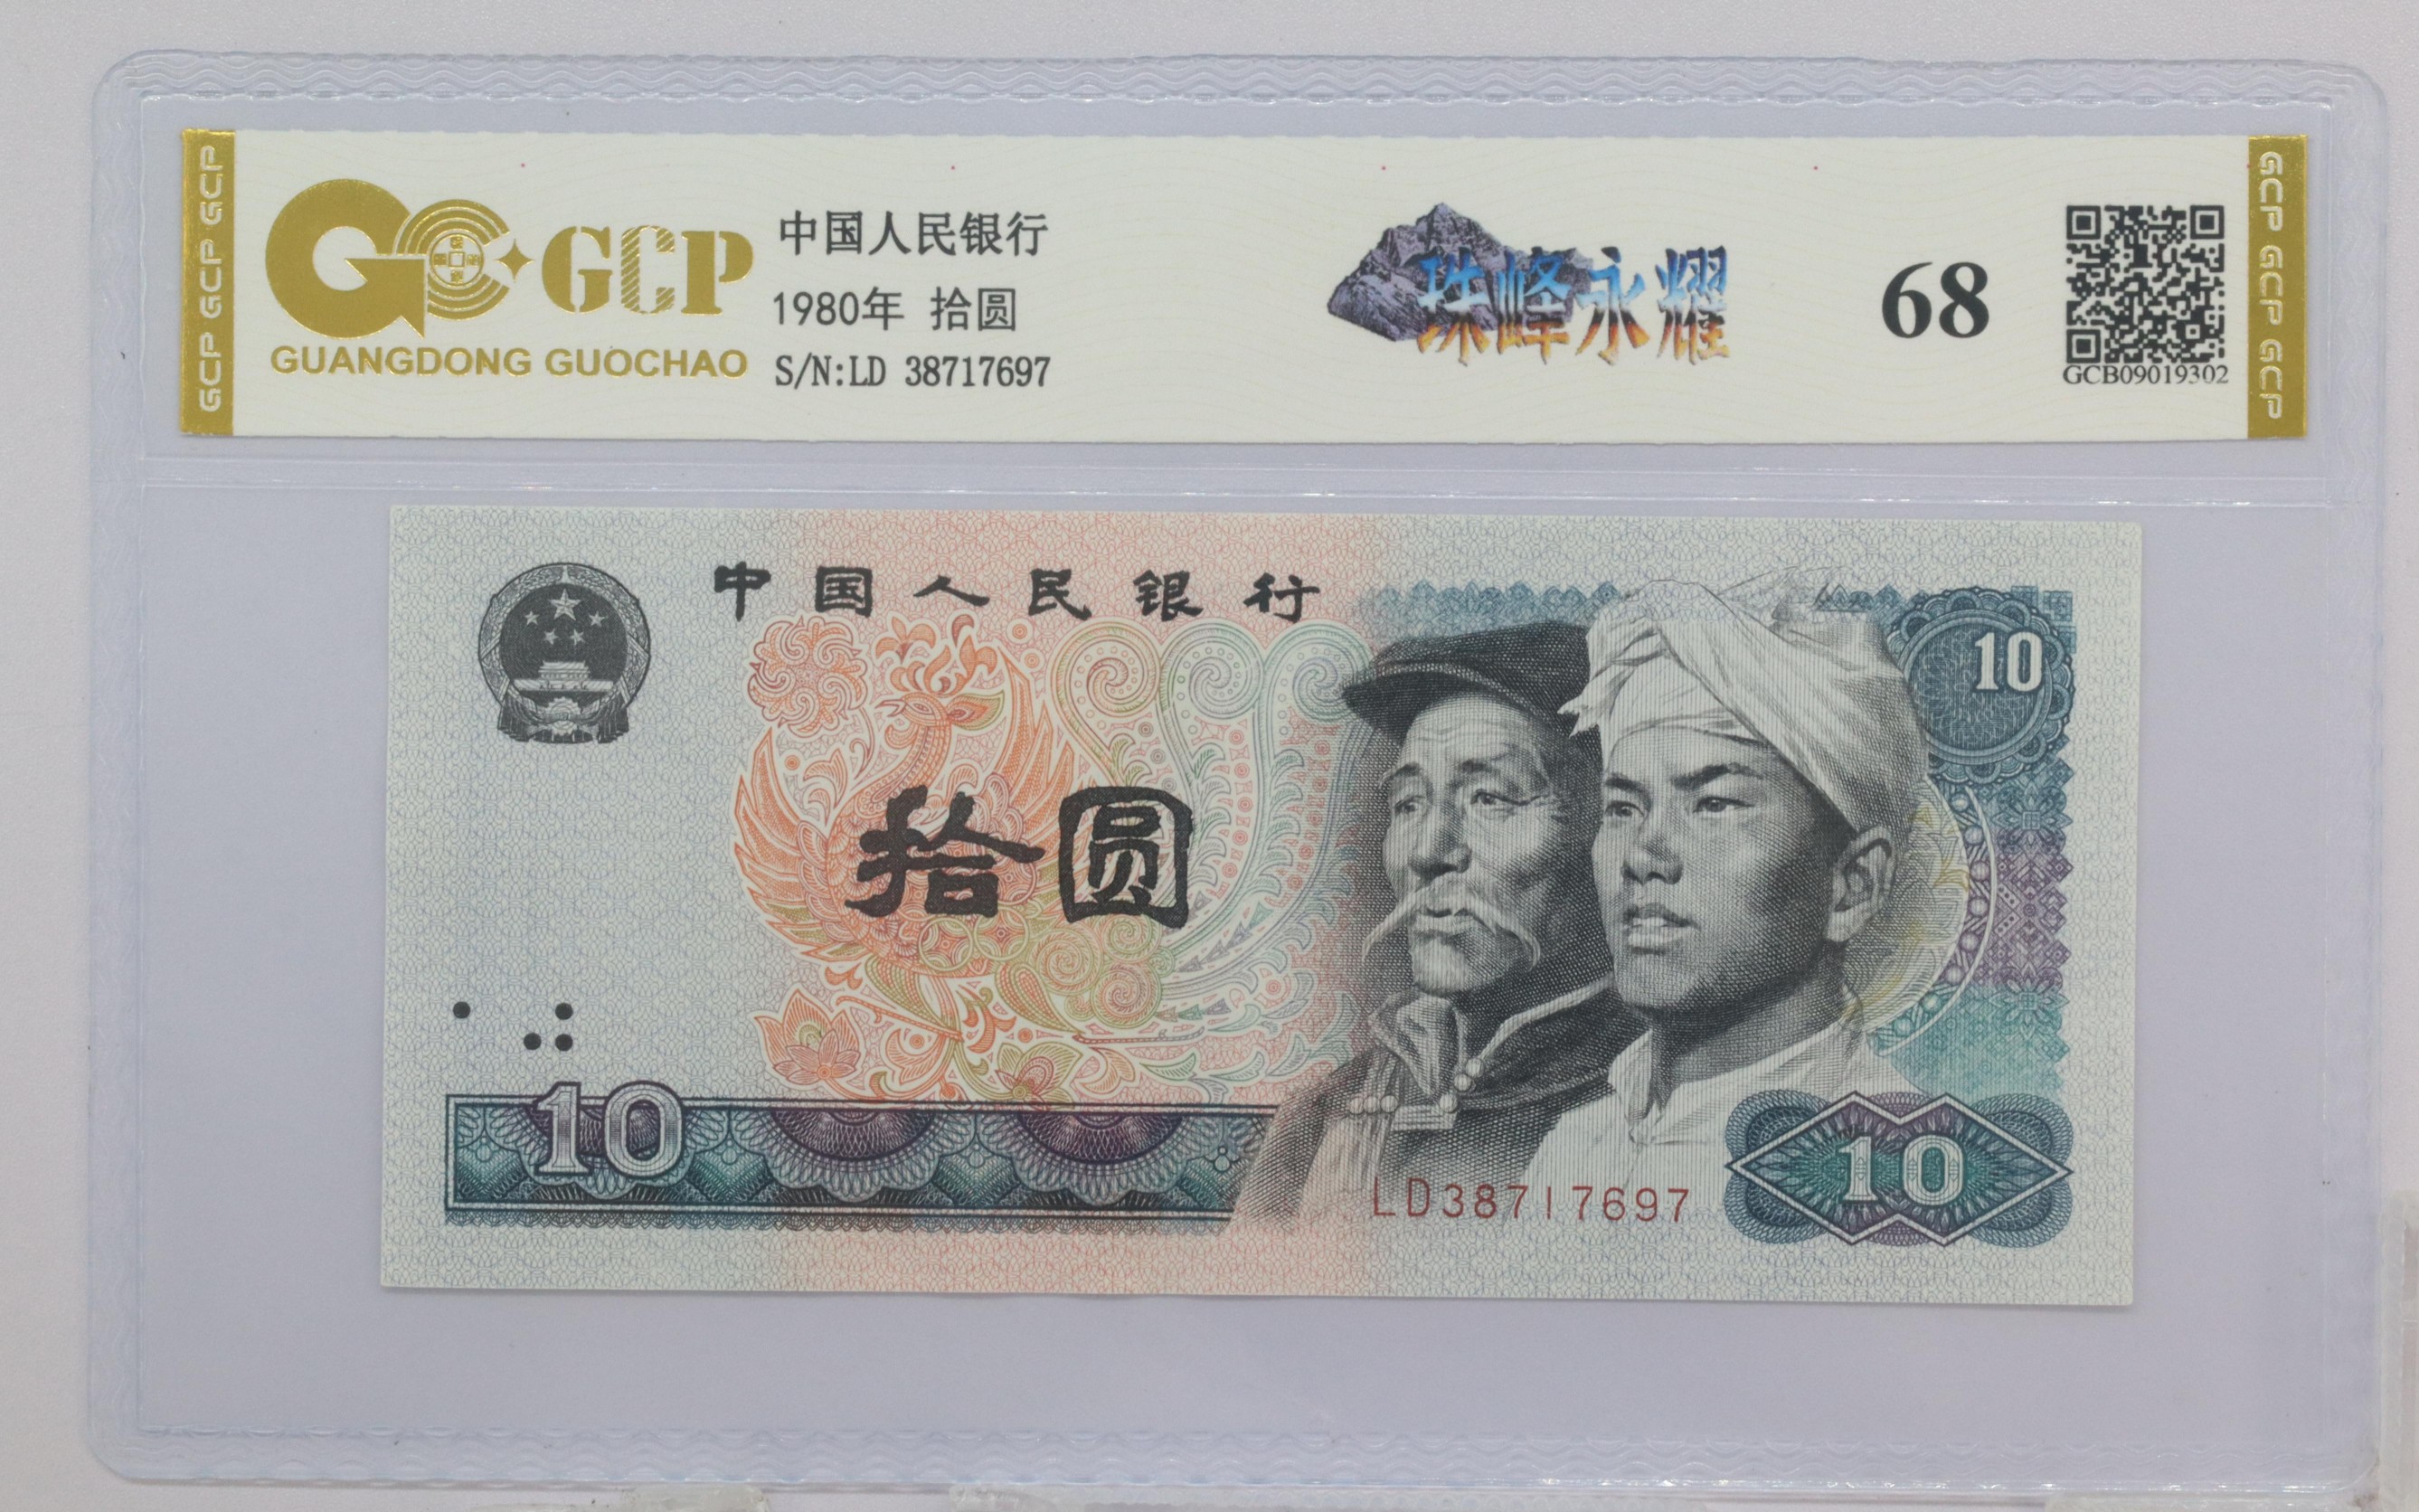 GCP GCP GCP
GCP
GUANGDONG GUOCHAO
中国人民银行
1980年 拾圆
S/N:LD 38717697
珠峰永耀
68
GCB09019302
GCP GCP GCP
中国人民银行
10
拾圆
10
LD38717697
10